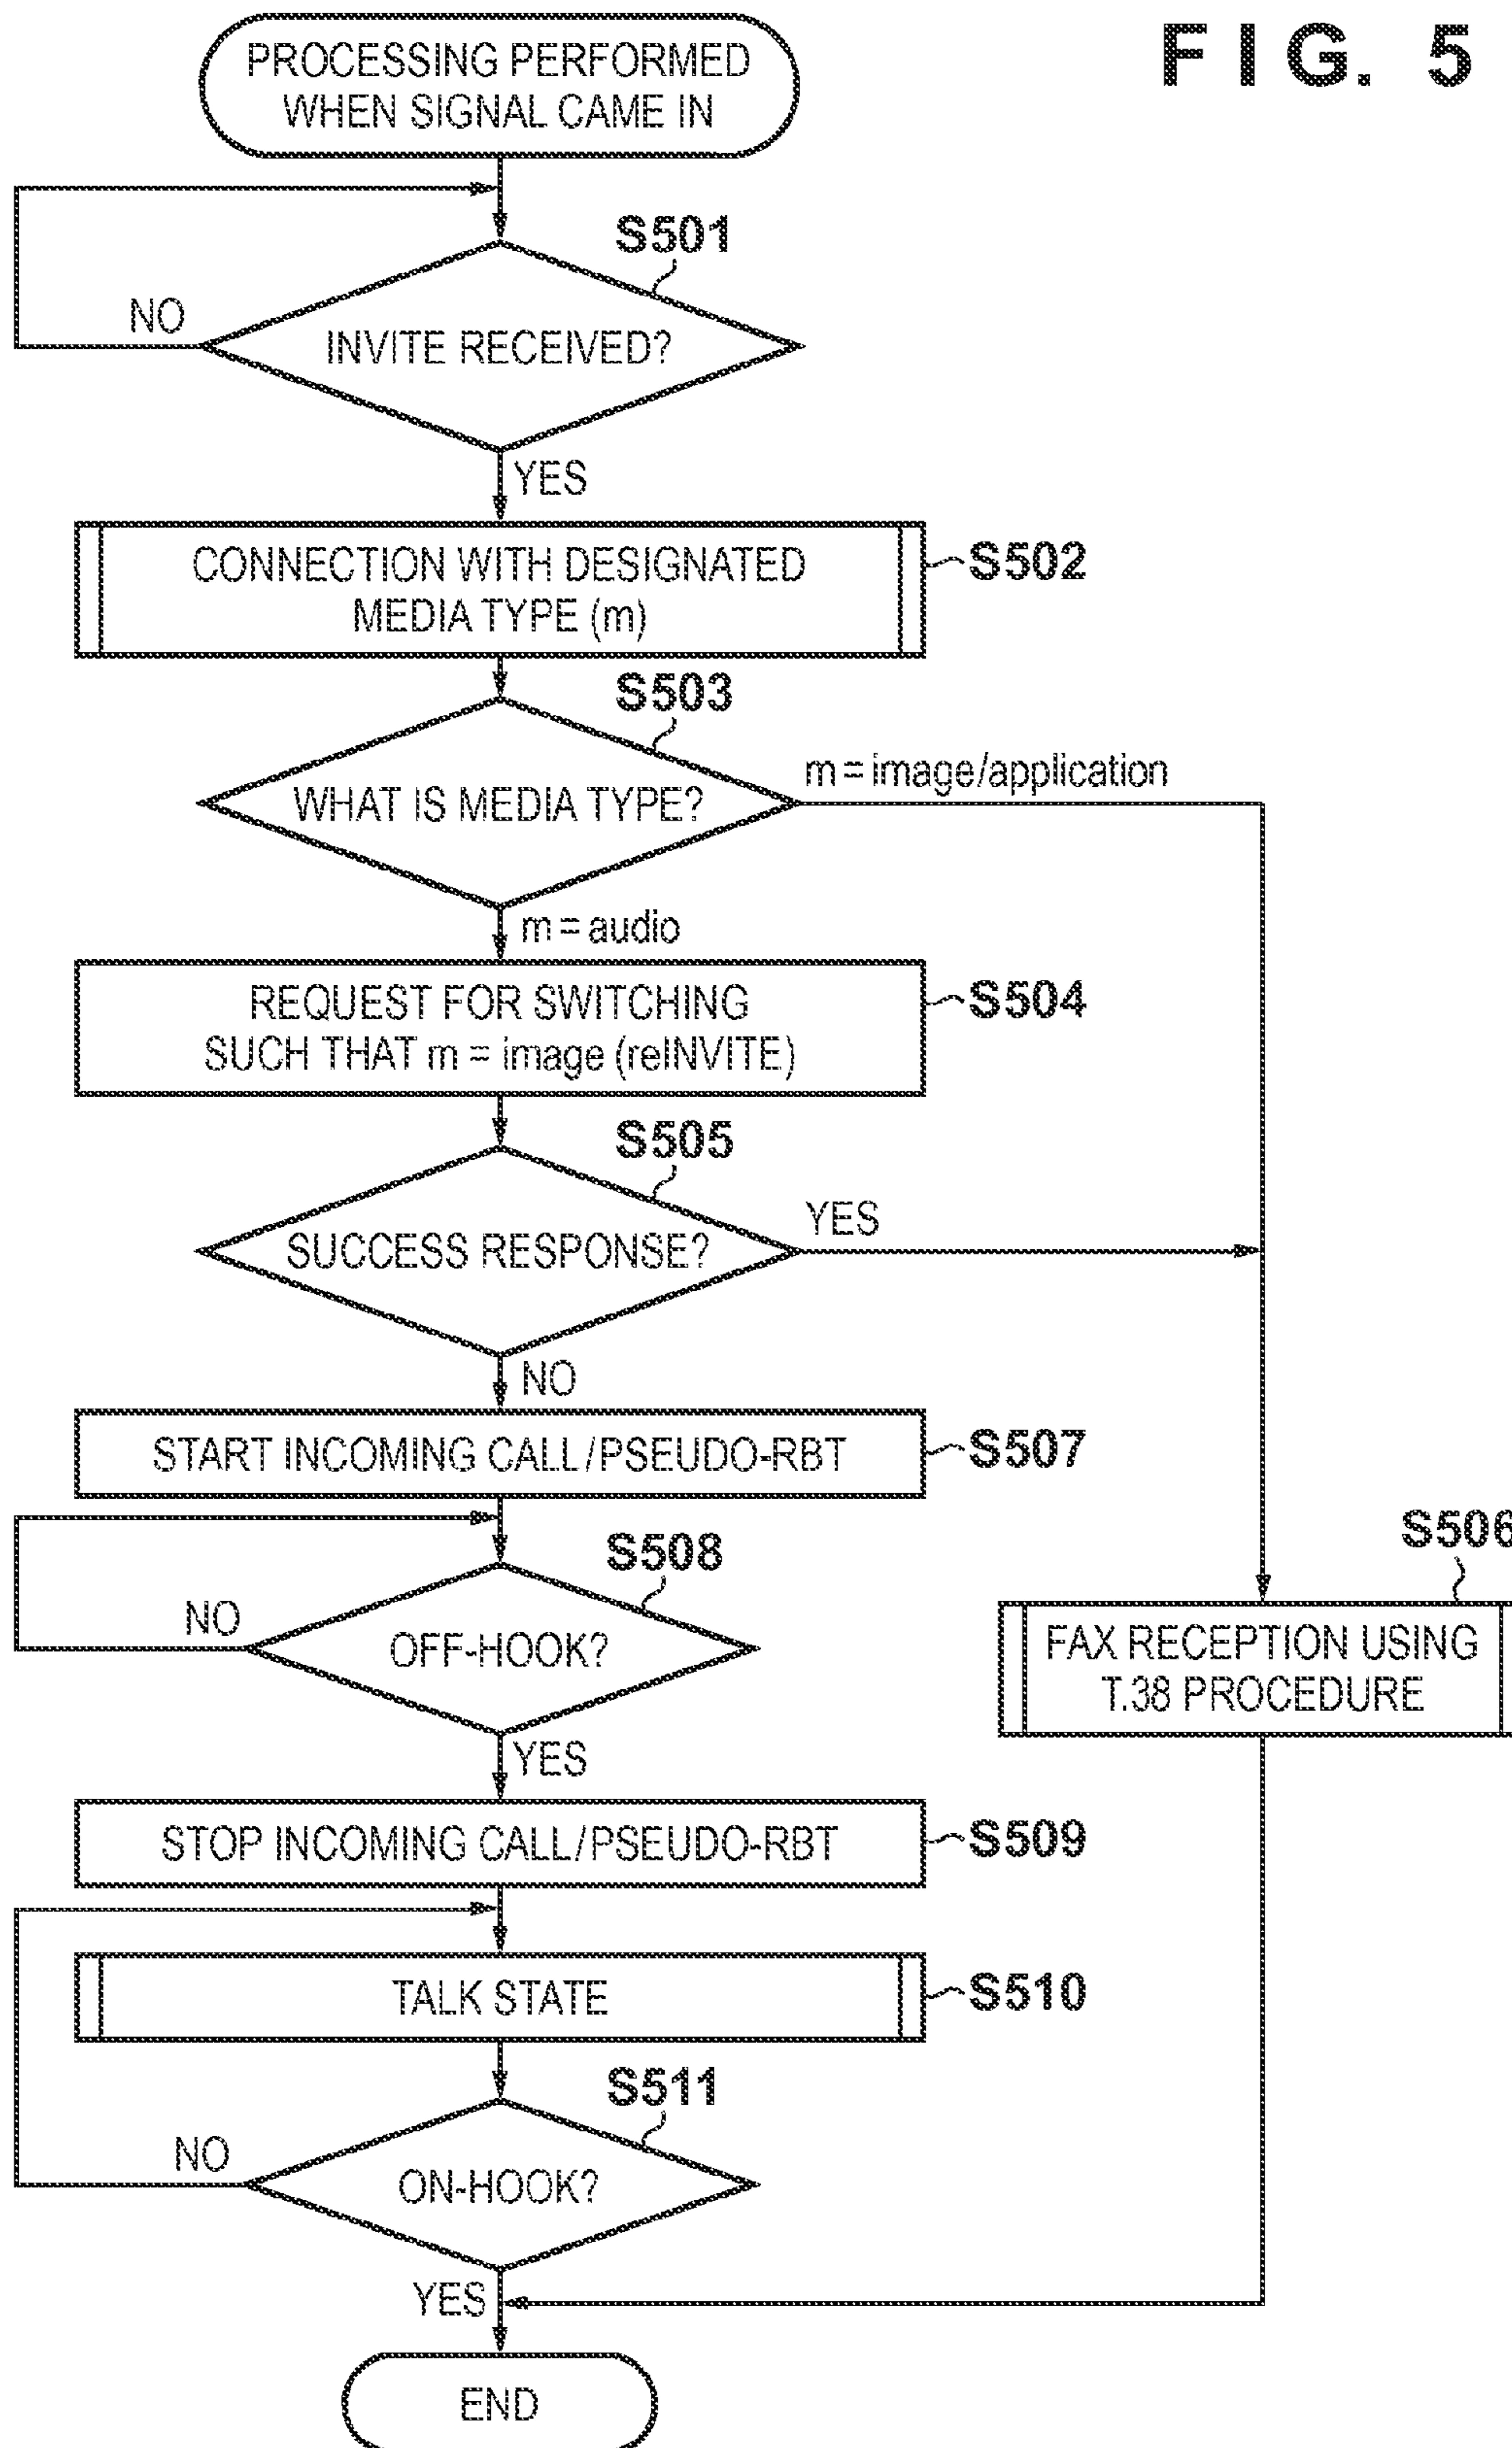 FIG. 5
PROCESSING PERFORMED
WHEN SIGNAL CAME IN
S501
NO
INVITE RECEIVED?
YES
CONNECTION WITH DESIGNATED
MEDIA TYPE (m)
S502
S503
WHAT IS MEDIA TYPE?
m = image/application
m = audio
REQUEST FOR SWITCHING
SUCH THAT m = image (reINVITE)
S504
S505
SUCCESS RESPONSE?
YES
NO
START INCOMING CALL/PSEUDO-RBT
S507
S508
NO
OFF-HOOK?
YES
S506
FAX RECEPTION USING
T.38 PROCEDURE
STOP INCOMING CALL/PSEUDO-RBT
S509
TALK STATE
S510
S511
NO
ON-HOOK?
YES
END